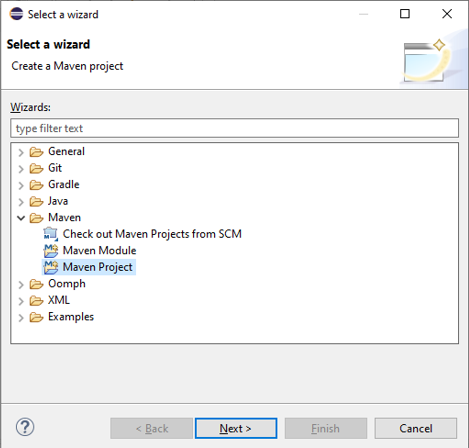 Select a wizard
Select a wizard
Create a Maven project
Wizards:
type filter text
General
Git
Gradle
Java
Maven
Check out Maven Projects from SCM
Maven Module
Maven Project
Oomph
XML
Examples
?
< Back
Next >
Finish
Cancel